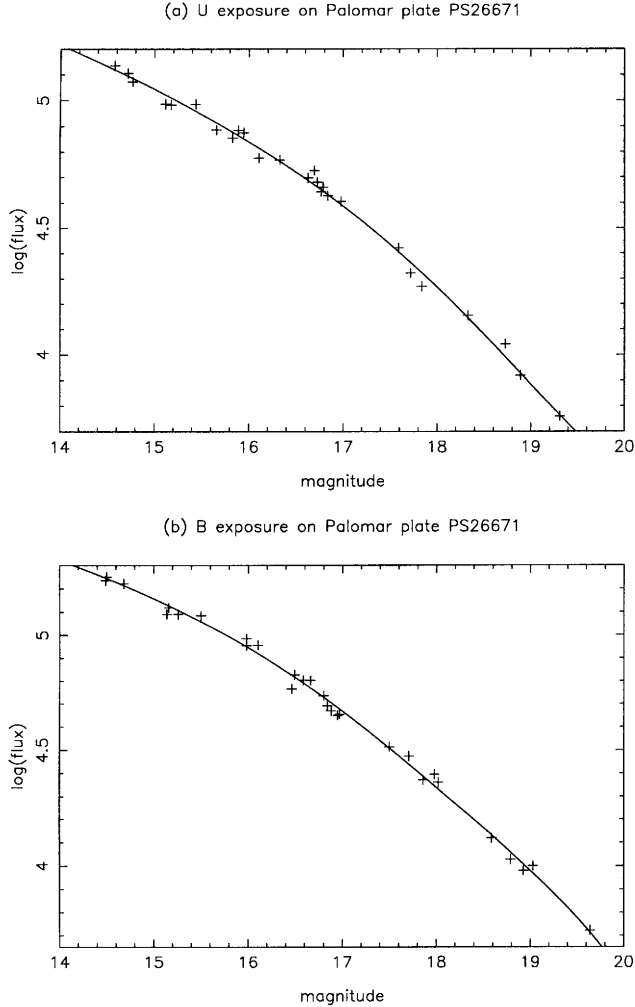 (a) U exposure on Palomar plate PS26671
5
4.5
4
log(flux)
14 15 16 17 18 19 20
magnitude
(b) B exposure on Palomar plate PS26671
5
4.5
4
log(flux)
14 15 16 17 18 19 20
magnitude